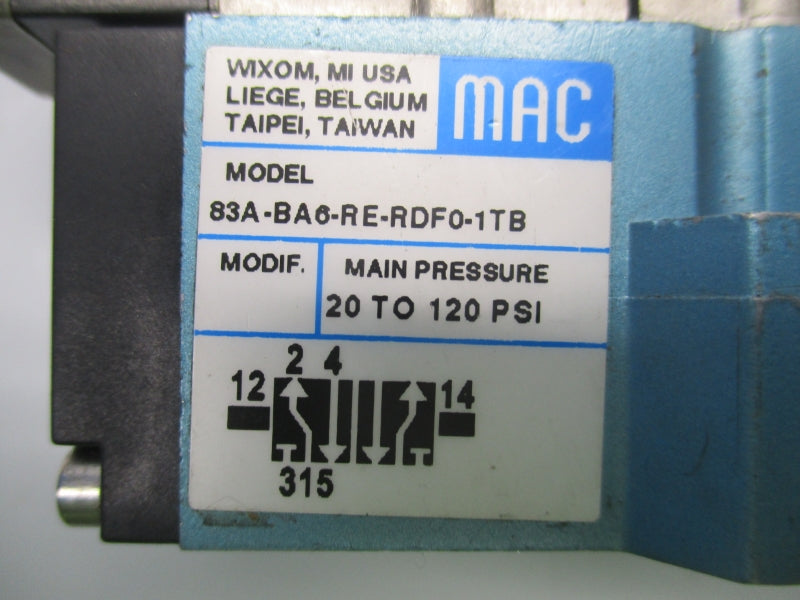 WIXOM, MI USA
LIEGE, BELGIUM
TAIPEI, TAIWAN
MAC
MODEL
83A-BA6-RE-RDF0-1TB
MODIF.
MAIN PRESSURE
20 TO 120 PSI
2 4
12
14
315